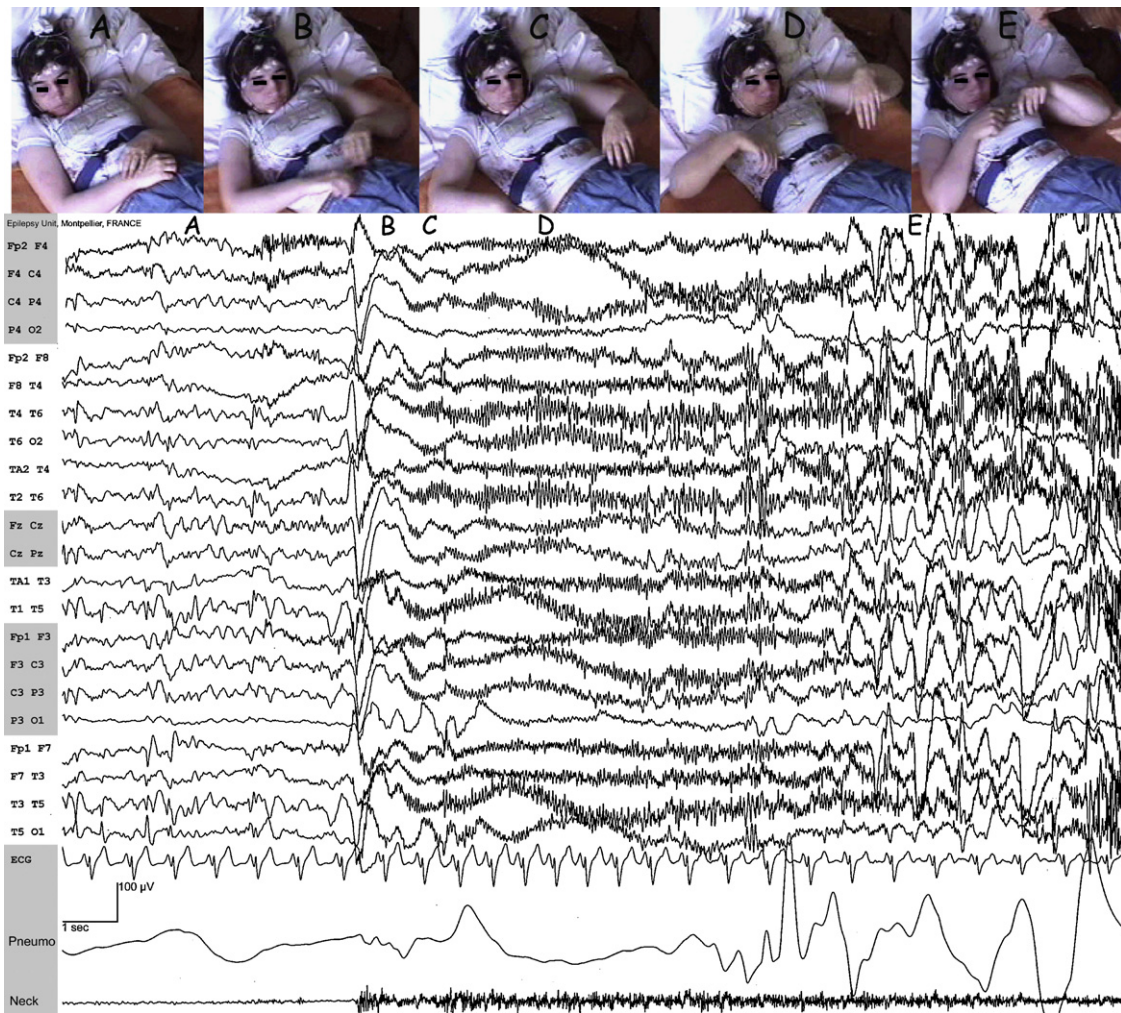 A B C D E
Epilepsy Unit, Montpellier, FRANCE
A B C D E
Fp2 F4
F4 C4
C4 P4
P4 O2
Fp2 F8
F8 T4
T4 T6
T6 O2
TA2 T4
T2 T6
Fz Cz
Cz Pz
TA1 T3
T1 T5
Fp1 F3
F3 C3
C3 P3
P3 O1
Fp1 F7
F7 T3
T3 T5
T5 O1
ECG
100 µV
1 sec
Pneumo
Neck